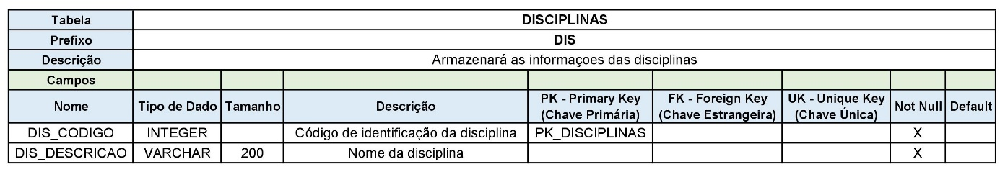 Tabela DISCIPLINAS
Prefixo DIS
Descrição Armazenará as informaçoes das disciplinas
Campos
Nome Tipo de Dado Tamanho Descrição PK - Primary Key (Chave Primária) FK - Foreign Key (Chave Estrangeira) UK - Unique Key (Chave Única) Not Null Default
DIS_CODIGO INTEGER Código de identificação da disciplina PK_DISCIPLINAS X
DIS_DESCRICAO VARCHAR 200 Nome da disciplina X